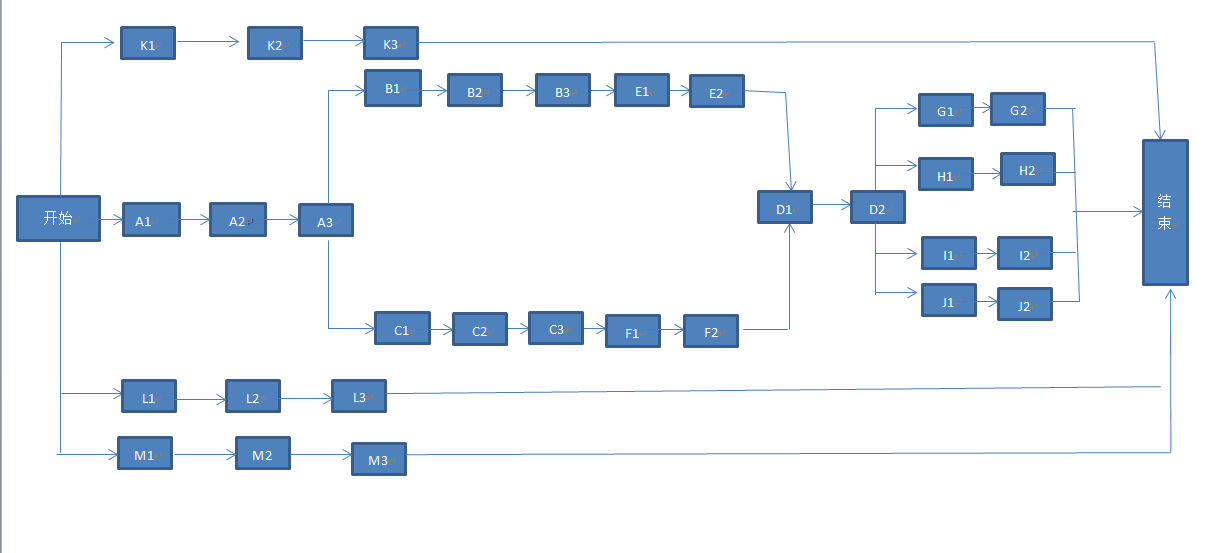 K1
K2
K3
B1
B2
B3
E1
E2
G1
G2
H1
H2
开始
A1
A2
A3
D1
D2
结
束
I1
I2
J1
J2
C1
C2
C3
F1
F2
L1
L2
L3
M1
M2
M3